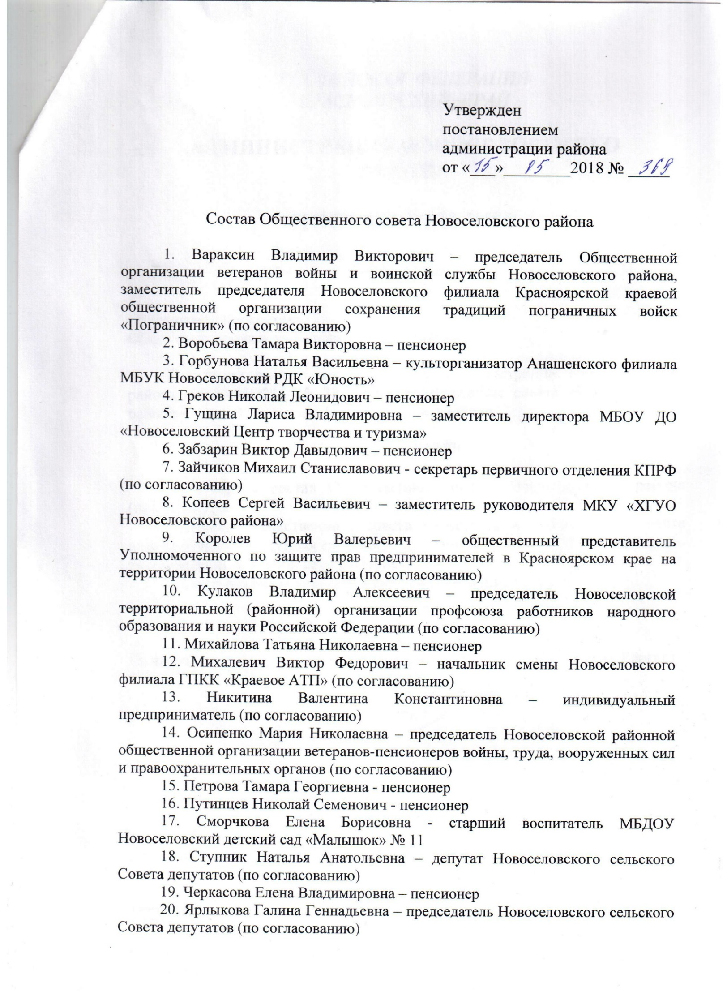 Утвержден
постановлением
администрации района
от «15» 05 2018 № 369
Состав Общественного совета Новоселовского района
1. Вараксин Владимир Викторович – председатель Общественной
организации ветеранов войны и воинской службы Новоселовского района,
заместитель председателя Новоселовского филиала Красноярской краевой
общественной организации сохранения традиций пограничных войск
«Пограничник» (по согласованию)
2. Воробьева Тамара Викторовна – пенсионер
3. Горбунова Наталья Васильевна – культорганизатор Анашенского филиала
МБУК Новоселовский РДК «Юность»
4. Греков Николай Леонидович – пенсионер
5. Гущина Лариса Владимировна – заместитель директора МБОУ ДО
«Новоселовский Центр творчества и туризма»
6. Забзарин Виктор Давыдович – пенсионер
7. Зайчиков Михаил Станиславович - секретарь первичного отделения КПРФ
(по согласованию)
8. Копеев Сергей Васильевич – заместитель руководителя МКУ «ХГУО
Новоселовского района»
9. Королев Юрий Валерьевич – общественный представитель
Уполномоченного по защите прав предпринимателей в Красноярском крае на
территории Новоселовского района (по согласованию)
10. Кулаков Владимир Алексеевич – председатель Новоселовской
территориальной (районной) организации профсоюза работников народного
образования и науки Российской Федерации (по согласованию)
11. Михайлова Татьяна Николаевна – пенсионер
12. Михалевич Виктор Федорович – начальник смены Новоселовского
филиала ГПКК «Краевое АТП» (по согласованию)
13. Никитина Валентина Константиновна – индивидуальный
предприниматель (по согласованию)
14. Осипенко Мария Николаевна – председатель Новоселовской районной
общественной организации ветеранов-пенсионеров войны, труда, вооруженных сил
и правоохранительных органов (по согласованию)
15. Петрова Тамара Георгиевна - пенсионер
16. Путинцев Николай Семенович - пенсионер
17. Сморчкова Елена Борисовна - старший воспитатель МБДОУ
Новоселовский детский сад «Малышок» № 11
18. Ступник Наталья Анатольевна – депутат Новоселовского сельского
Совета депутатов (по согласованию)
19. Черкасова Елена Владимировна – пенсионер
20. Ярлыкова Галина Геннадьевна – председатель Новоселовского сельского
Совета депутатов (по согласованию)